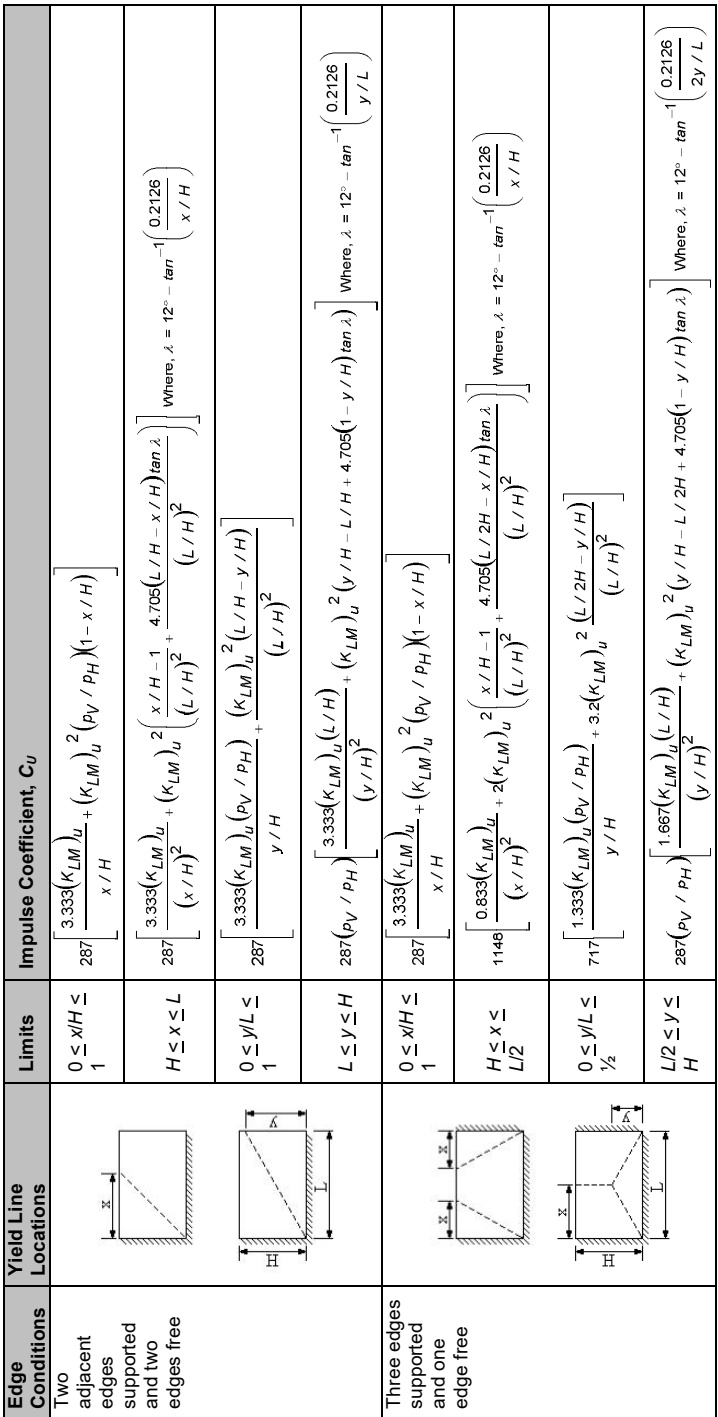 Edge Conditions | Yield Line Locations | Limits | Impulse Coefficient, C_U
Two adjacent edges supported and two edges free
x
0 ≤ x/H ≤ 1
287 [ 3.333(K_LM)_u / (x / H) + (K_LM)_u^2 (p_V / p_H)(1 − x / H) ]
H ≤ x ≤ L
287 [ 3.333(K_LM)_u / (x / H)^2 + (K_LM)_u^2 ( (x / H − 1) / (L / H)^2 + 4.705(L / H − x / H) tan λ / (L / H)^2 ) ] Where, λ = 12° − tan^−1 ( 0.2126 / (x / H) )
H
y
L
0 ≤ y/L ≤ 1
287 [ 3.333(K_LM)_u (p_V / p_H) / (y / H) + (K_LM)_u^2 (L / H − y / H) / (L / H)^2 ]
L ≤ y ≤ H
287(p_V / p_H) [ 3.333(K_LM)_u (L / H) / (y / H)^2 + (K_LM)_u^2 (y / H − L / H + 4.705(1 − y / H) tan λ) ] Where, λ = 12° − tan^−1 ( 0.2126 / (y / L) )
Three edges supported and one edge free
x x
0 ≤ x/H ≤ 1
287 [ 3.333(K_LM)_u / (x / H) + (K_LM)_u^2 (p_V / p_H)(1 − x / H) ]
H ≤ x ≤ L/2
1148 [ 0.833(K_LM)_u / (x / H)^2 + 2(K_LM)_u^2 ( (x / H − 1) / (L / H)^2 + 4.705(L / 2H − x / H) tan λ / (L / H)^2 ) ] Where, λ = 12° − tan^−1 ( 0.2126 / (x / H) )
x
H
y
L
0 ≤ y/L ≤ ½
717 [ 1.333(K_LM)_u (p_V / p_H) / (y / H) + 3.2(K_LM)_u^2 (L / 2H − y / H) / (L / H)^2 ]
L/2 ≤ y ≤ H
287(p_V / p_H) [ 1.667(K_LM)_u (L / H) / (y / H)^2 + (K_LM)_u^2 (y / H − L / 2H + 4.705(1 − y / H) tan λ) ] Where, λ = 12° − tan^−1 ( 0.2126 / (2y / L) )